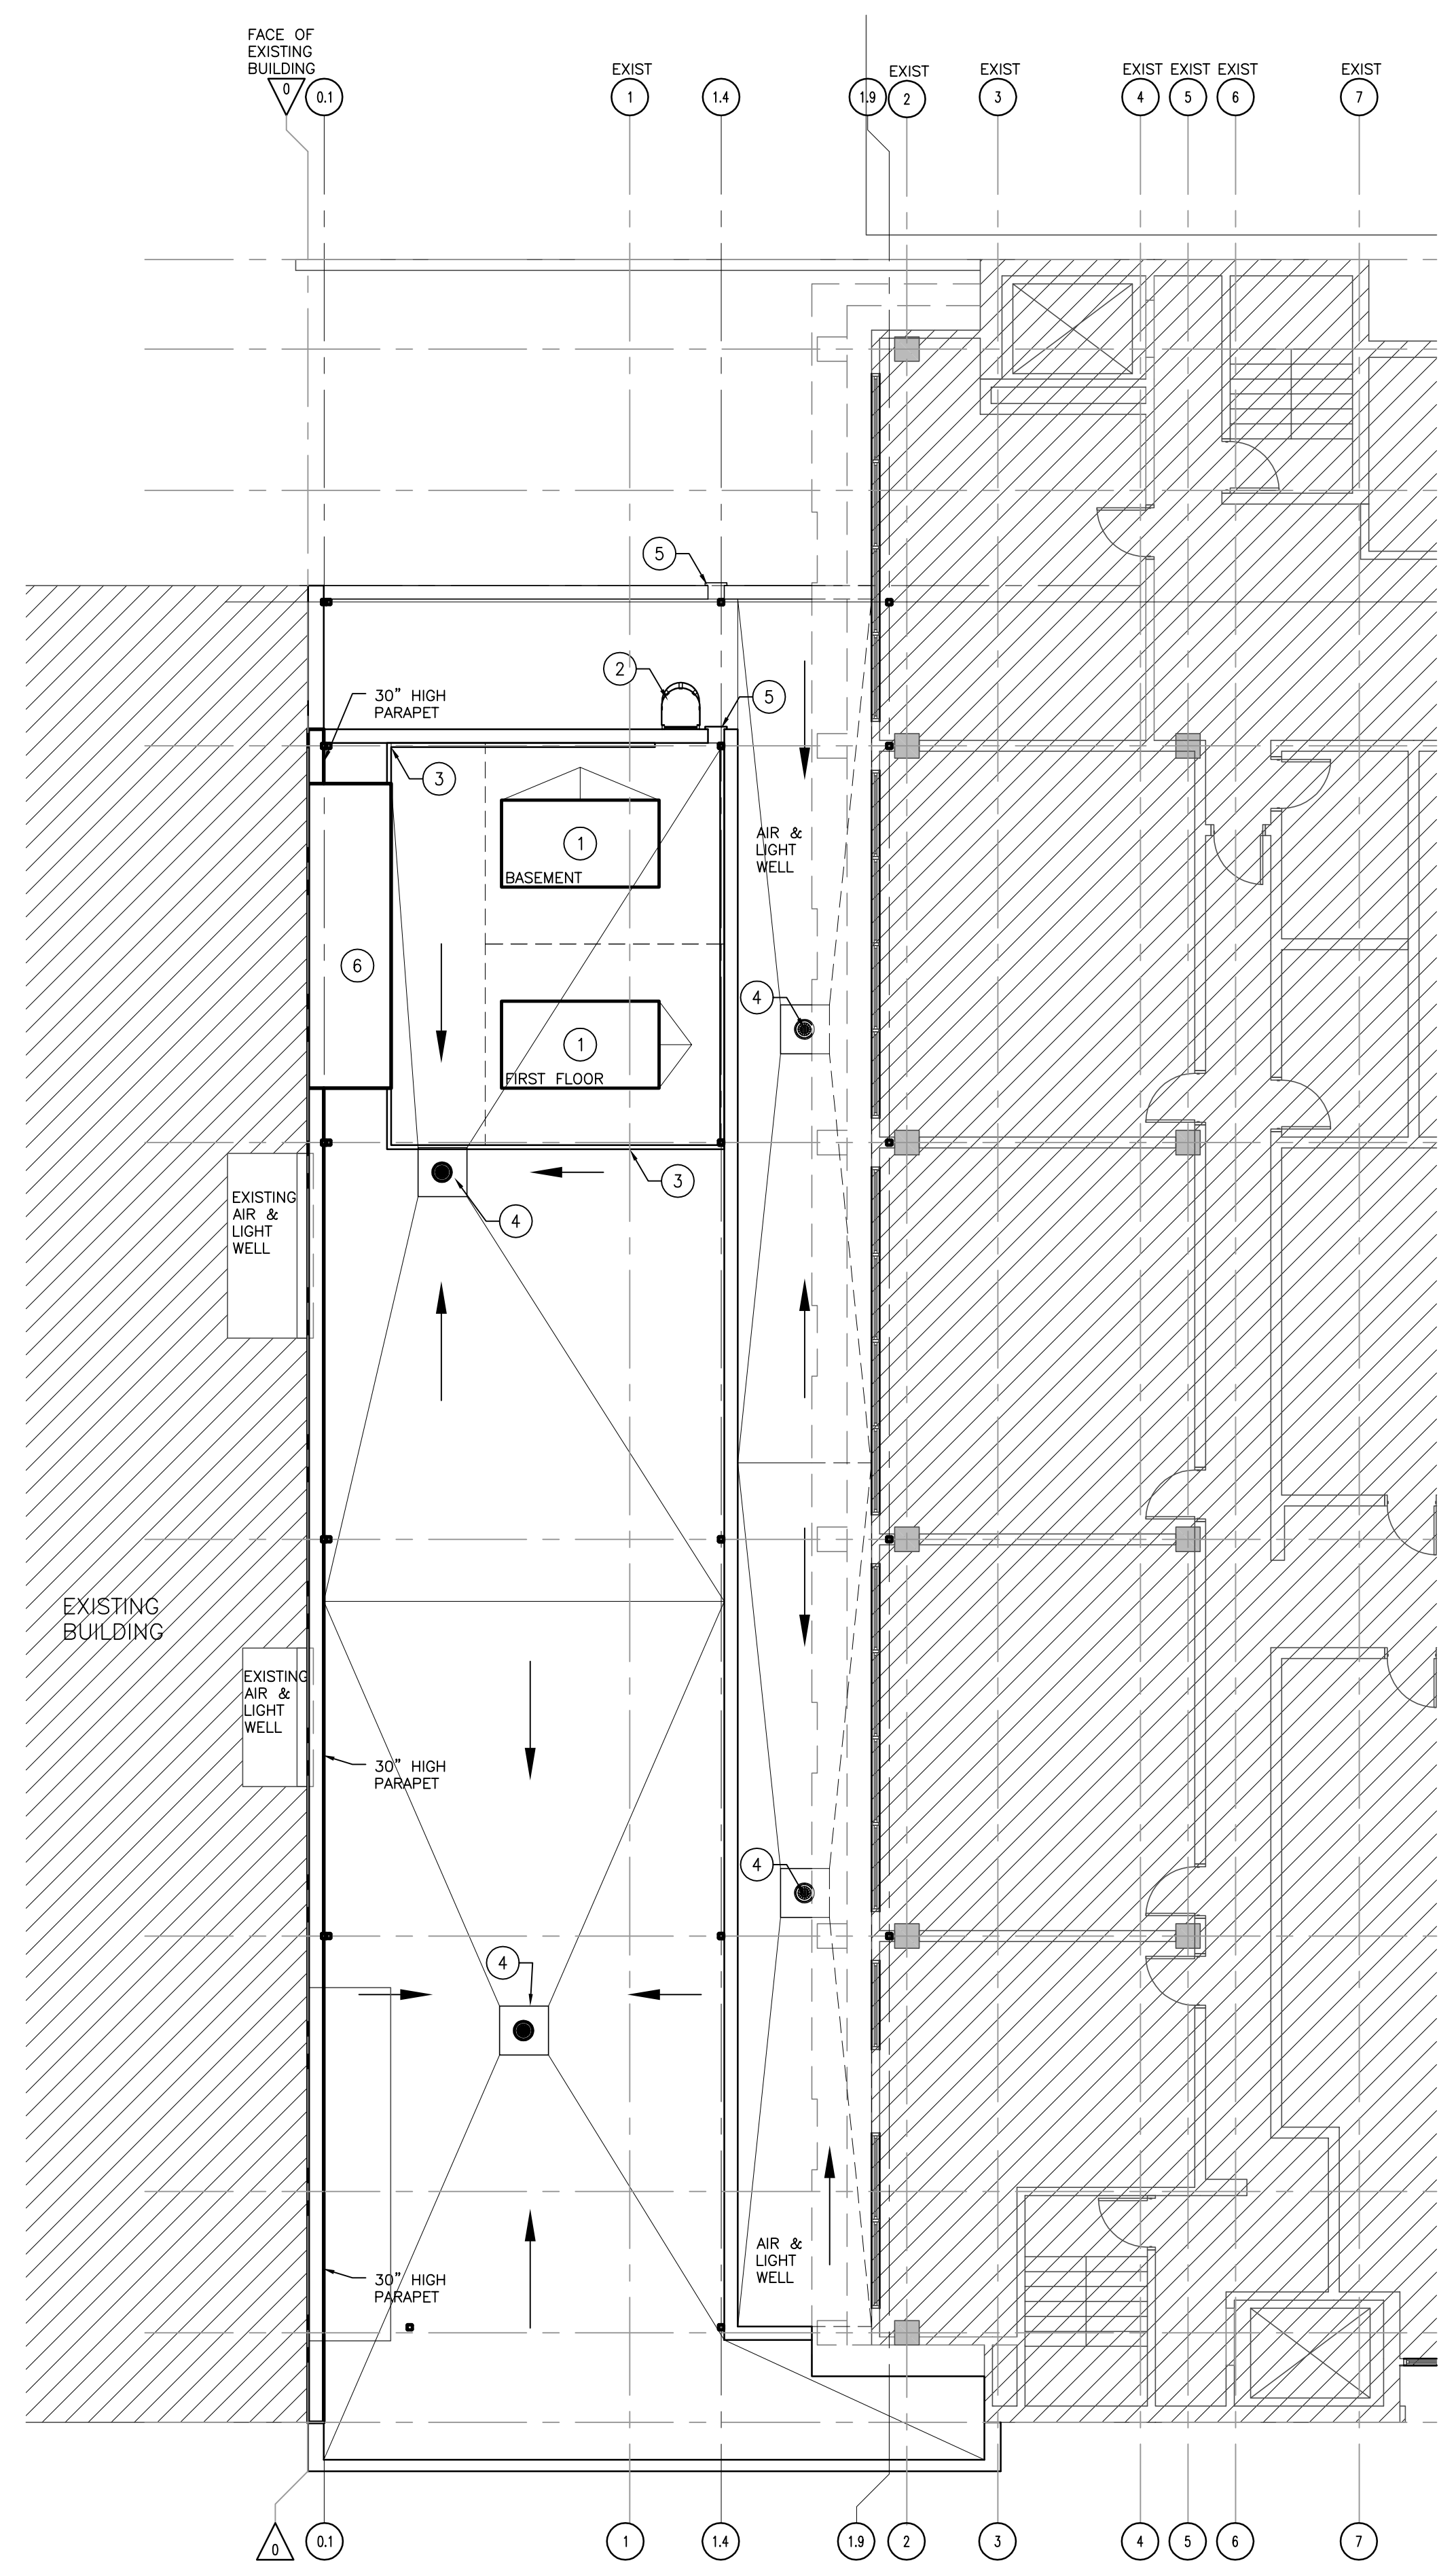 FACE OF
EXISTING
BUILDING
0
0.1
EXIST
1
1.4
1.9
EXIST
2
EXIST
3
EXIST
4
EXIST
5
EXIST
6
EXIST
7
5
2
5
30" HIGH
PARAPET
3
1
BASEMENT
AIR &
LIGHT
WELL
6
4
1
FIRST FLOOR
3
4
EXISTING
AIR &
LIGHT
WELL
EXISTING
BUILDING
EXISTING
AIR &
LIGHT
WELL
30" HIGH
PARAPET
4
4
AIR &
LIGHT
WELL
30" HIGH
PARAPET
0
0.1
1
1.4
1.9
2
3
4
5
6
7